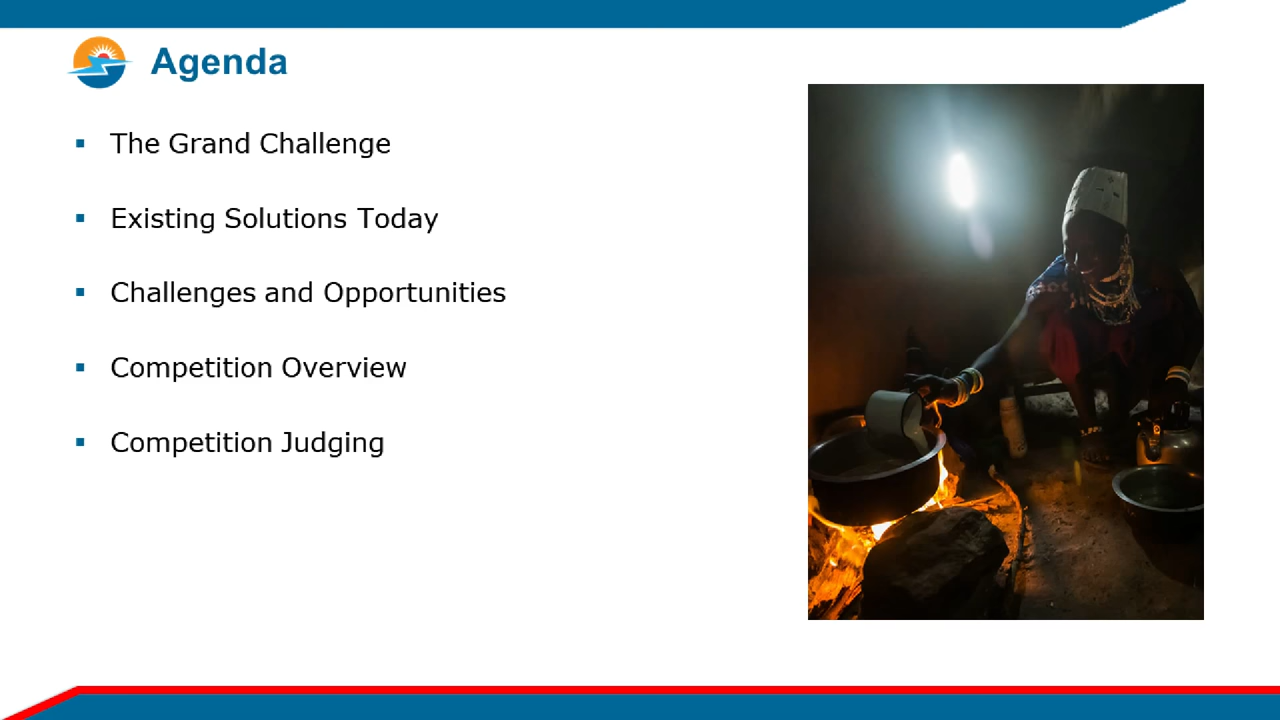 Agenda
The Grand Challenge
Existing Solutions Today
Challenges and Opportunities
Competition Overview
Competition Judging